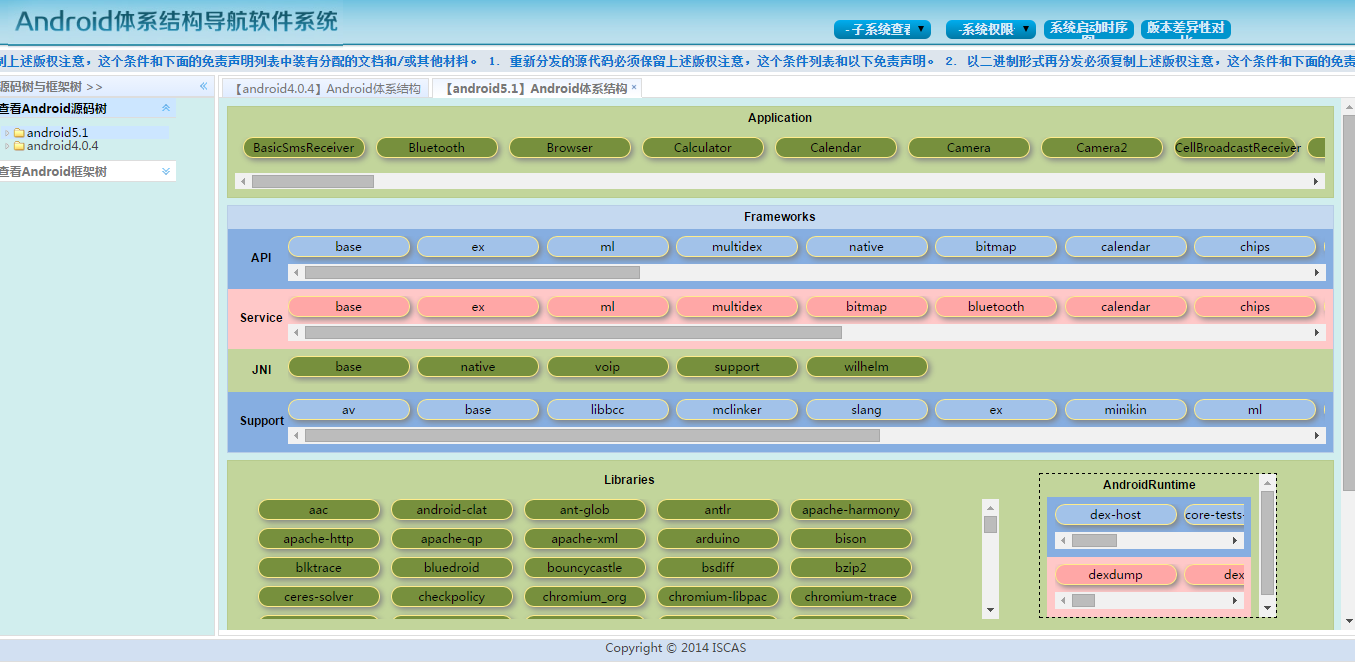 Android体系结构导航软件系统
-子系统查看 ▼
-系统权限 ▼
系统启动时序
版本差异性对
制上述版权注意，这个条件和下面的免责声明列表中装有分配的文档和/或其他材料。 1. 重新分发的源代码必须保留上述版权注意，这个条件列表和以下免责声明。 2. 以二进制形式再分发必须复制上述版权注意，这个条件和下面的免责
源码树与框架树 >>
查看Android源码树
android5.1
android4.0.4
查看Android框架树
【android4.0.4】Android体系结构
【android5.1】Android体系结构 ×
Application
BasicSmsReceiver Bluetooth Browser Calculator Calendar Camera Camera2 CellBroadcastReceiver
Frameworks
API base ex ml multidex native bitmap calendar chips
Service base ex ml multidex bitmap bluetooth calendar chips
JNI base native voip support wilhelm
Support av base libbcc mclinker slang ex minikin ml
Libraries
aac android-clat ant-glob antlr apache-harmony
apache-http apache-qp apache-xml arduino bison
blktrace bluedroid bouncycastle bsdiff bzip2
ceres-solver checkpolicy chromium_org chromium-libpac chromium-trace
AndroidRuntime
dex-host core-tests-
dexdump dex
Copyright © 2014 ISCAS